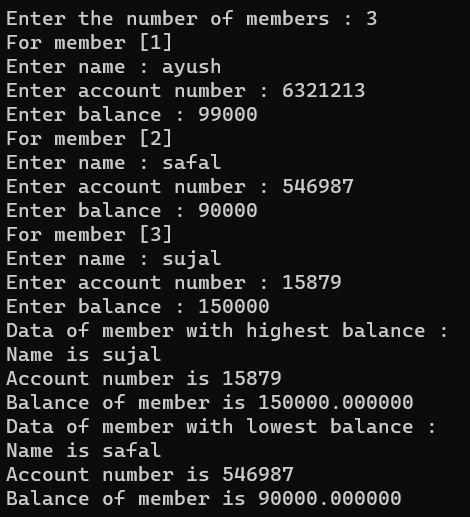 Enter the number of members : 3
For member [1]
Enter name : ayush
Enter account number : 6321213
Enter balance : 99000
For member [2]
Enter name : safal
Enter account number : 546987
Enter balance : 90000
For member [3]
Enter name : sujal
Enter account number : 15879
Enter balance : 150000
Data of member with highest balance :
Name is sujal
Account number is 15879
Balance of member is 150000.000000
Data of member with lowest balance :
Name is safal
Account number is 546987
Balance of member is 90000.000000